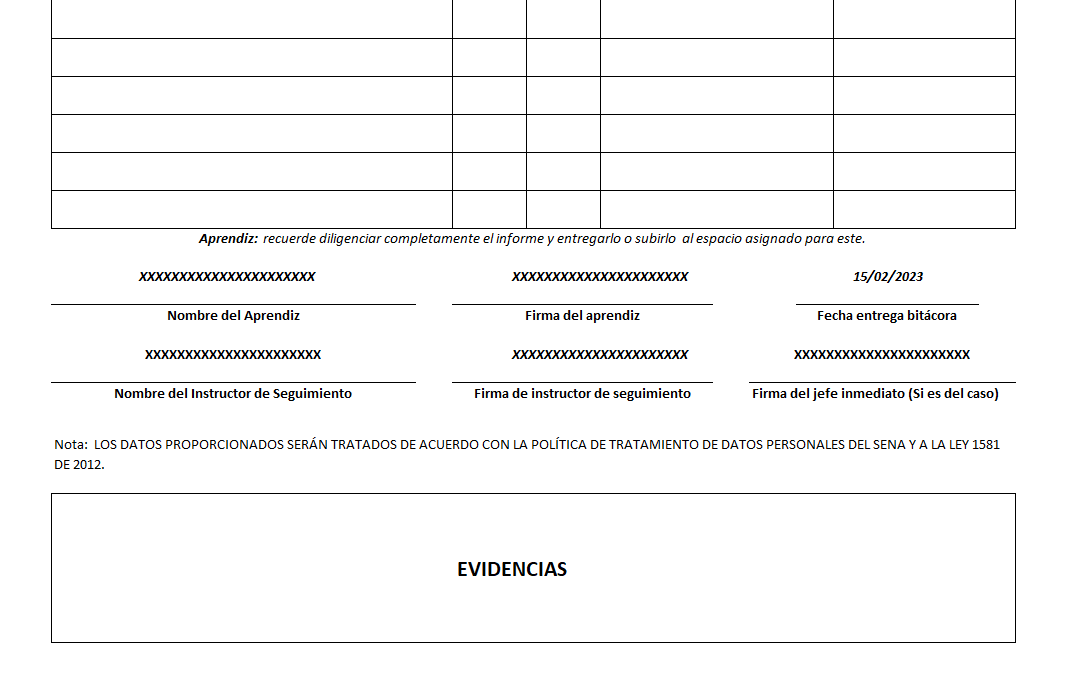 Aprendiz: recuerde diligenciar completamente el informe y entregarlo o subirlo al espacio asignado para este.
XXXXXXXXXXXXXXXXXXXXXX XXXXXXXXXXXXXXXXXXXXXX 15/02/2023
Nombre del Aprendiz Firma del aprendiz Fecha entrega bitácora
XXXXXXXXXXXXXXXXXXXXXX XXXXXXXXXXXXXXXXXXXXXX XXXXXXXXXXXXXXXXXXXXXX
Nombre del Instructor de Seguimiento Firma de instructor de seguimiento Firma del jefe inmediato (Si es del caso)
Nota: LOS DATOS PROPORCIONADOS SERÁN TRATADOS DE ACUERDO CON LA POLÍTICA DE TRATAMIENTO DE DATOS PERSONALES DEL SENA Y A LA LEY 1581
DE 2012.
EVIDENCIAS